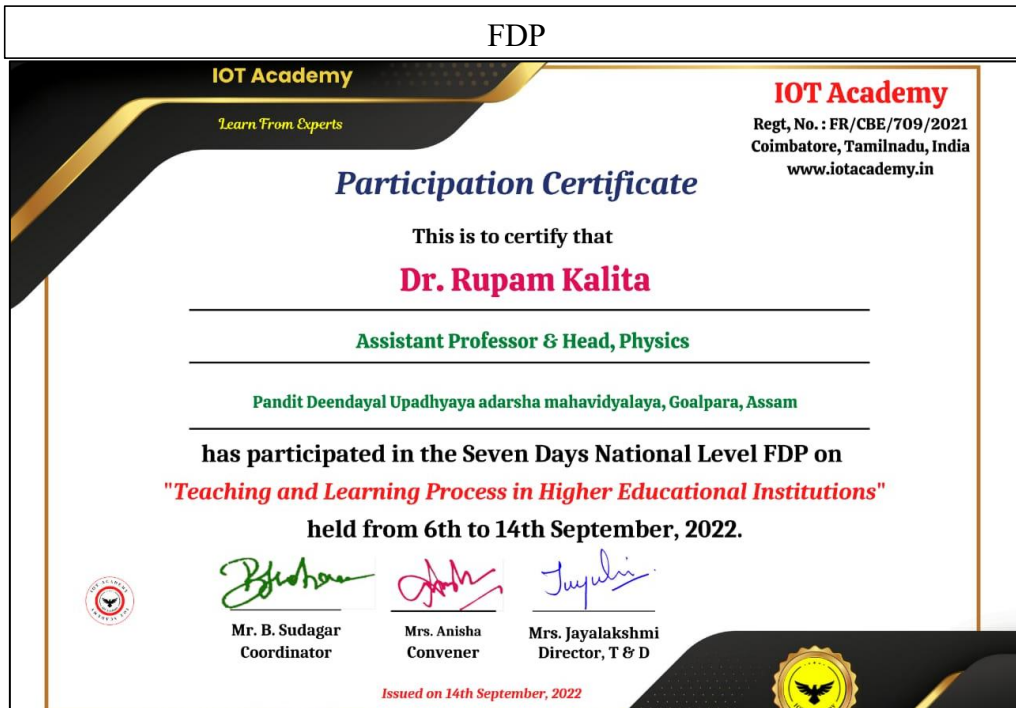 FDP
IOT Academy
Learn From Experts
IOT Academy
Regt, No. : FR/CBE/709/2021
Coimbatore, Tamilnadu, India
www.iotacademy.in
Participation Certificate
This is to certify that
Dr. Rupam Kalita
Assistant Professor & Head, Physics
Pandit Deendayal Upadhyaya adarsha mahavidyalaya, Goalpara, Assam
has participated in the Seven Days National Level FDP on
"Teaching and Learning Process in Higher Educational Institutions"
held from 6th to 14th September, 2022.
Mr. B. Sudagar
Coordinator
Mrs. Anisha
Convener
Mrs. Jayalakshmi
Director, T & D
Issued on 14th September, 2022